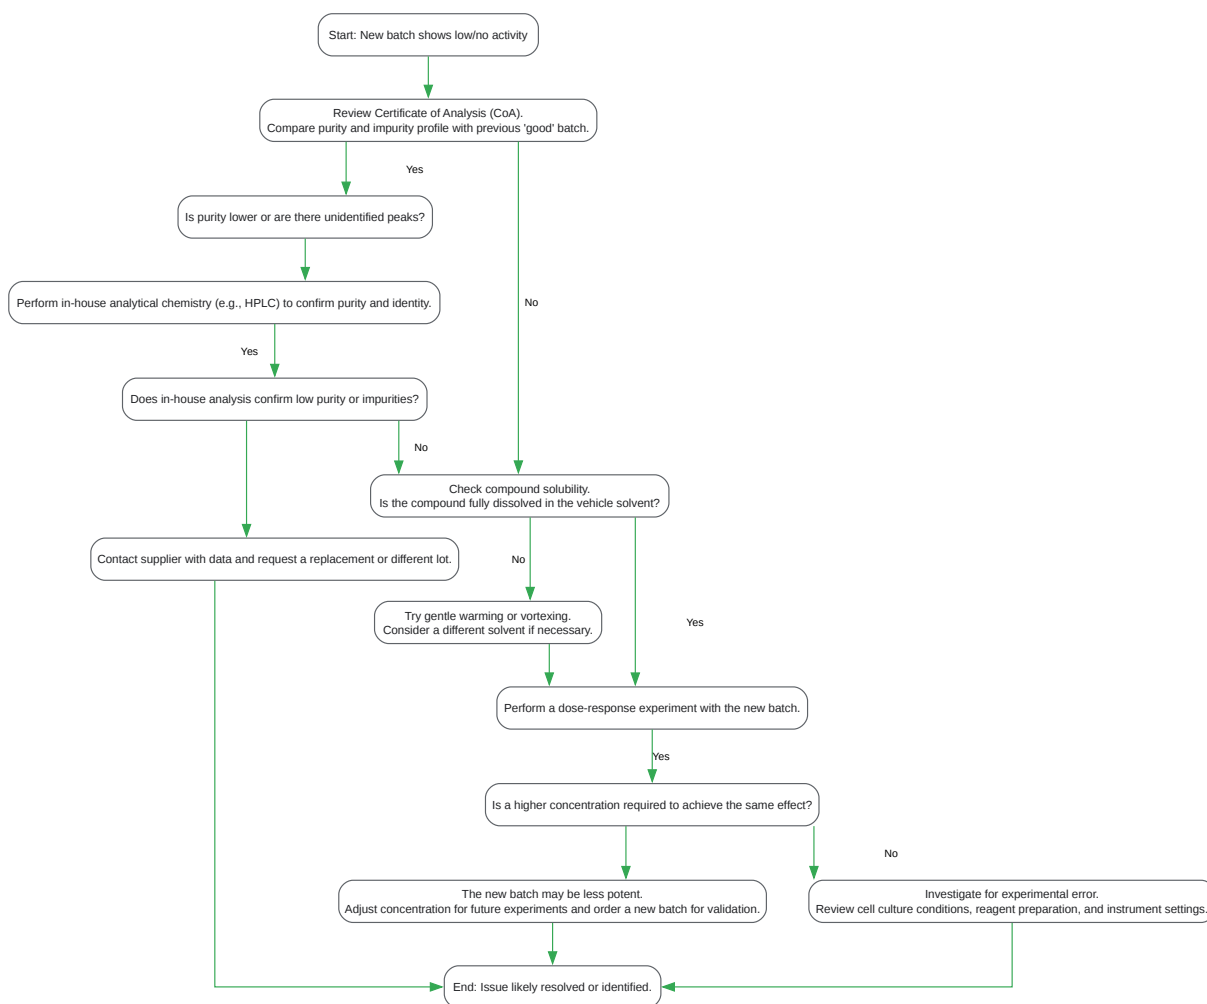 Start: New batch shows low/no activity
Review Certificate of Analysis (CoA).
Compare purity and impurity profile with previous 'good' batch.
Yes
Is purity lower or are there unidentified peaks?
Perform in-house analytical chemistry (e.g., HPLC) to confirm purity and identity.
No
Yes
Does in-house analysis confirm low purity or impurities?
No
Check compound solubility.
Is the compound fully dissolved in the vehicle solvent?
Contact supplier with data and request a replacement or different lot.
No
Try gentle warming or vortexing.
Consider a different solvent if necessary.
Yes
Perform a dose-response experiment with the new batch.
Yes
Is a higher concentration required to achieve the same effect?
No
The new batch may be less potent.
Adjust concentration for future experiments and order a new batch for validation.
Investigate for experimental error.
Review cell culture conditions, reagent preparation, and instrument settings.
End: Issue likely resolved or identified.